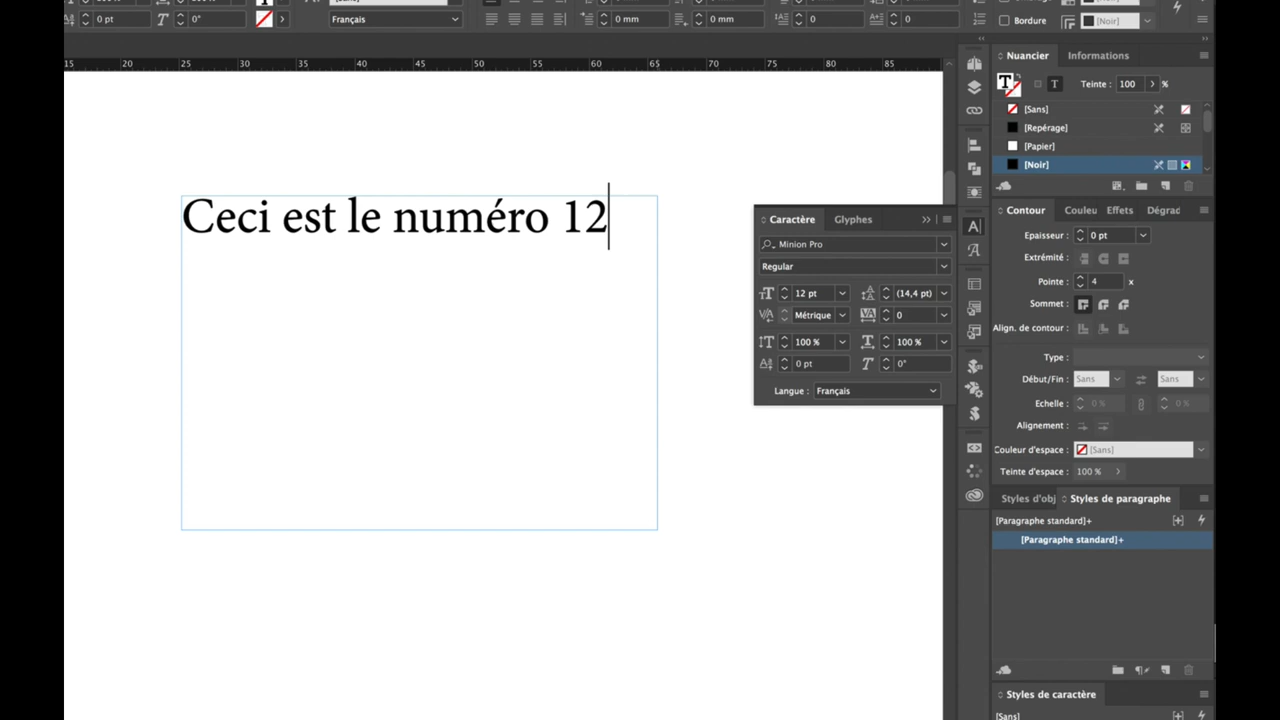 0 pt
0°
Français
0 mm
0 mm
0
0
Bordure
[Noir]
15 20 25 30 35 40 45 50 55 60 65 70 75 80 85
Ceci est le numéro 12
Caractère
Glyphes
Minion Pro
Regular
12 pt
(14,4 pt)
Métrique
0
100 %
100 %
0 pt
0°
Langue :
Français
Nuancier
Informations
Teinte : 100 %
[Sans]
[Repérage]
[Papier]
[Noir]
Contour
Couleu
Effets
Dégrad
Epaisseur : 0 pt
Extrémité :
Pointe : 4 x
Sommet :
Align. de contour :
Type :
Début/Fin : Sans Sans
Echelle : 0 % 0 %
Alignement :
Couleur d'espace : [Sans]
Teinte d'espace : 100 %
Styles d'obj
Styles de paragraphe
[Paragraphe standard]+
[Paragraphe standard]+
Styles de caractère
[Sans]